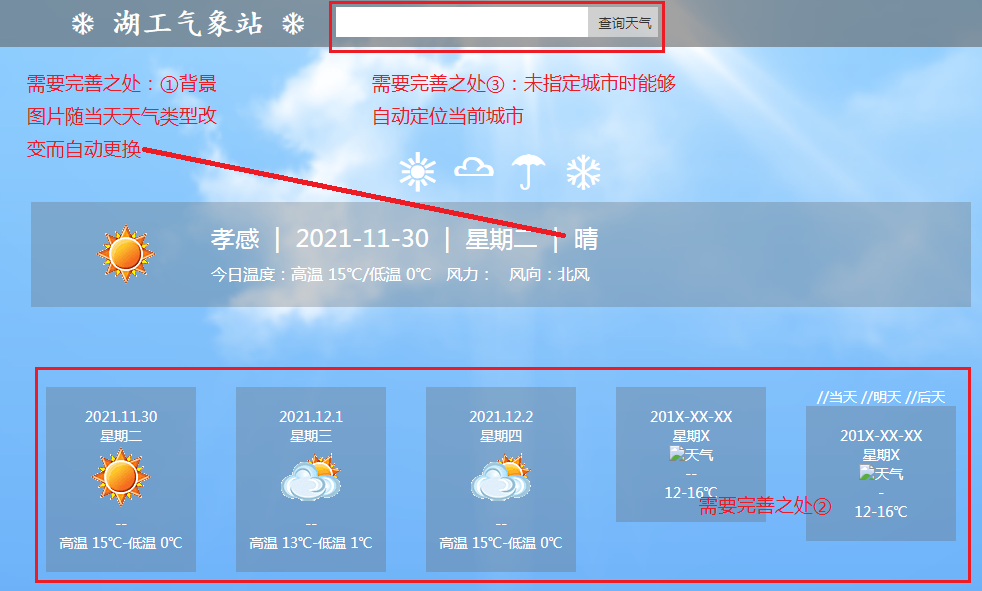 湖工气象站
查询天气
需要完善之处：①背景
图片随当天天气类型改
变而自动更换
需要完善之处③：未指定城市时能够
自动定位当前城市
孝感 | 2021-11-30 | 星期二 | 晴
今日温度：高温 15℃/低温 0℃ 风力： 风向：北风
2021.11.30
星期二
--
高温 15℃-低温 0℃
2021.12.1
星期三
--
高温 13℃-低温 1℃
2021.12.2
星期四
--
高温 15℃-低温 0℃
201X-XX-XX
星期X
天气
--
12-16℃
需要完善之处②
//当天 //明天 //后天
201X-XX-XX
星期X
天气
-
12-16℃